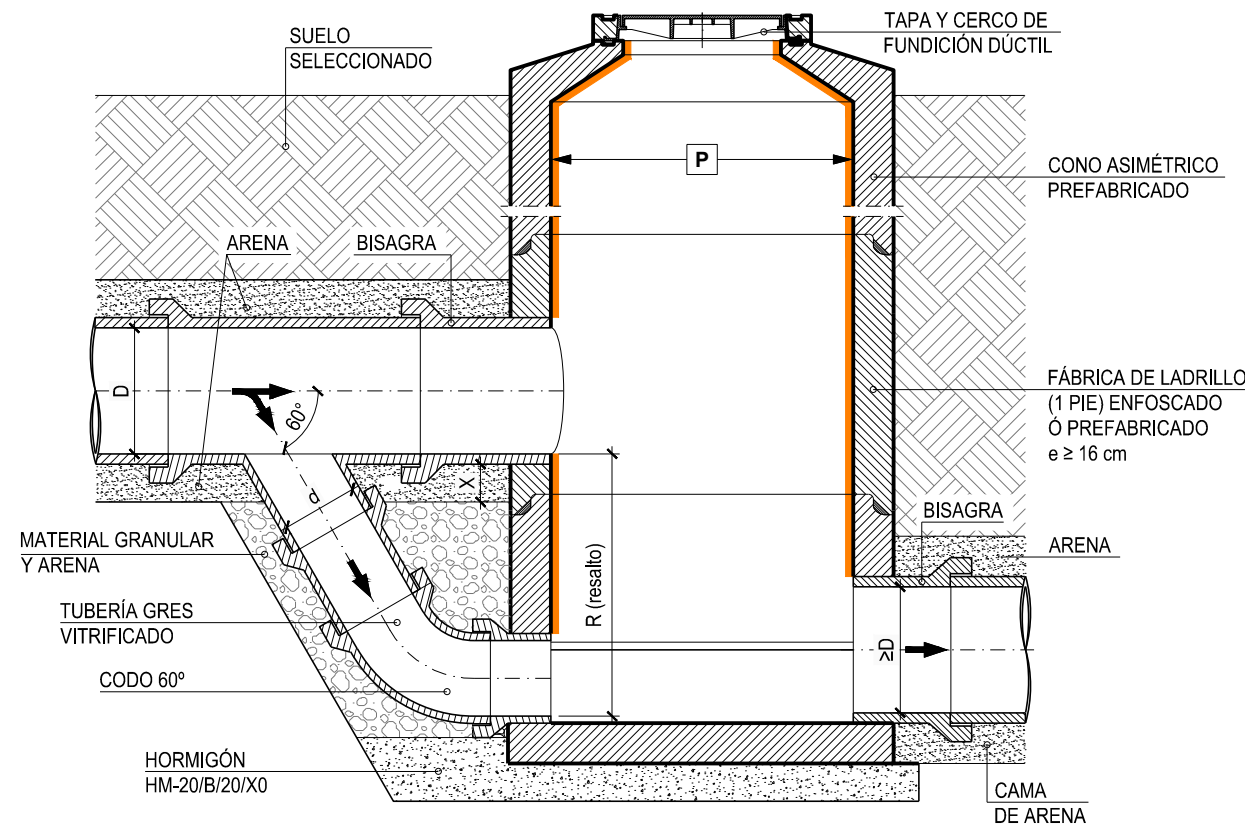 TAPA Y CERCO DE
FUNDICIÓN DÚCTIL
SUELO
SELECCIONADO
P
CONO ASIMÉTRICO
PREFABRICADO
ARENA
BISAGRA
D
60°
FÁBRICA DE LADRILLO
(1 PIE) ENFOSCADO
Ó PREFABRICADO
e ≥ 16 cm
X
d
BISAGRA
MATERIAL GRANULAR
Y ARENA
ARENA
R (resalto)
TUBERÍA GRES
VITRIFICADO
≥D
CODO 60º
HORMIGÓN
HM-20/B/20/X0
CAMA
DE ARENA